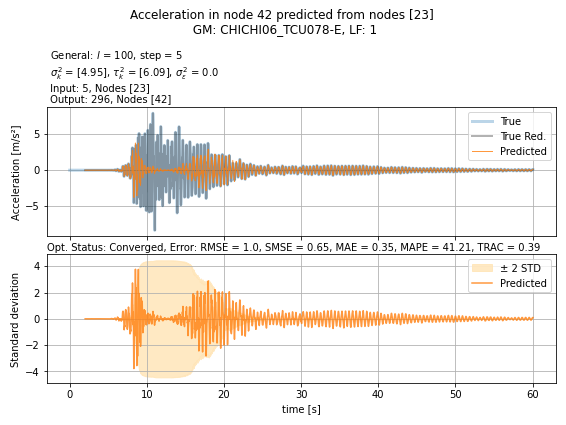 Acceleration in node 42 predicted from nodes [23]
GM: CHICHI06_TCU078-E, LF: 1
General: l = 100, step = 5
σ²ₖ = [4.95], τ²ₖ = [6.09], σ²ε = 0.0
Input: 5, Nodes [23]
Output: 296, Nodes [42]
Acceleration [m/s²]
5
0
−5
True
True Red.
Predicted
Opt. Status: Converged, Error: RMSE = 1.0, SMSE = 0.65, MAE = 0.35, MAPE = 41.21, TRAC = 0.39
Standard deviation
4
2
0
−2
−4
± 2 STD
Predicted
0 10 20 30 40 50 60
time [s]